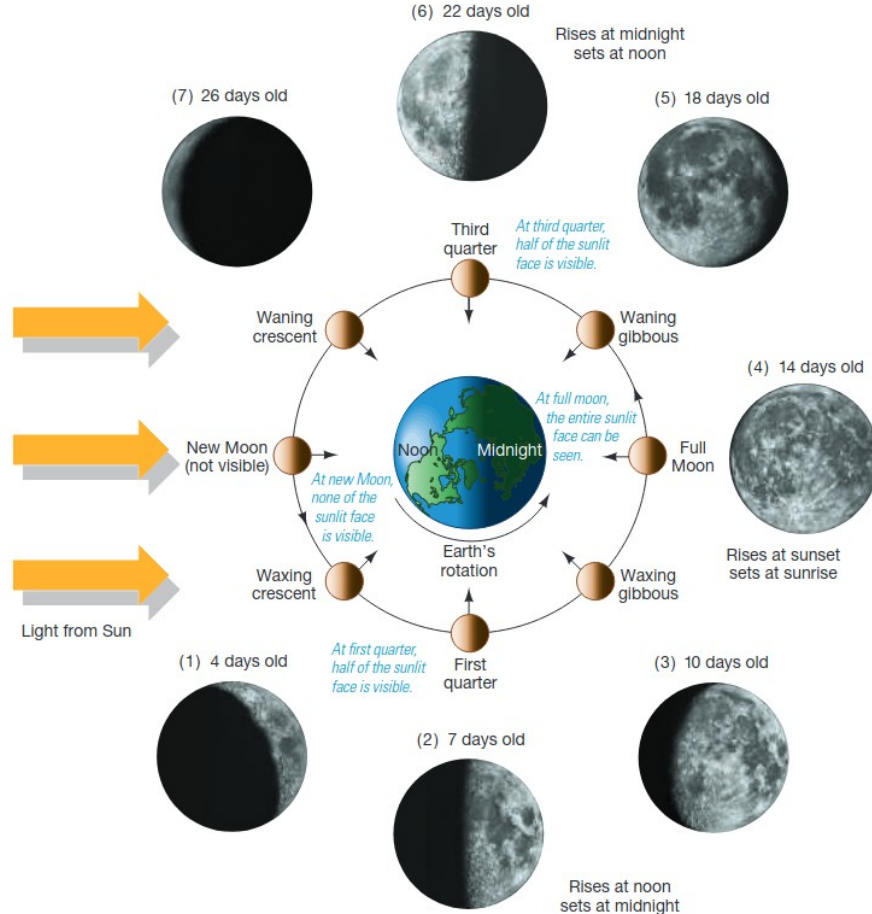 (6) 22 days old
Rises at midnight
sets at noon
(7) 26 days old
(5) 18 days old
Third
quarter
At third quarter,
half of the sunlit
face is visible.
Waning
crescent
Waning
gibbous
(4) 14 days old
New Moon
(not visible)
Noon
Midnight
At full moon,
the entire sunlit
face can be
seen.
Full
Moon
At new Moon,
none of the
sunlit face
is visible.
Earth's
rotation
Rises at sunset
sets at sunrise
Waxing
crescent
Waxing
gibbous
Light from Sun
At first quarter,
half of the sunlit
face is visible.
First
quarter
(1) 4 days old
(3) 10 days old
(2) 7 days old
Rises at noon
sets at midnight